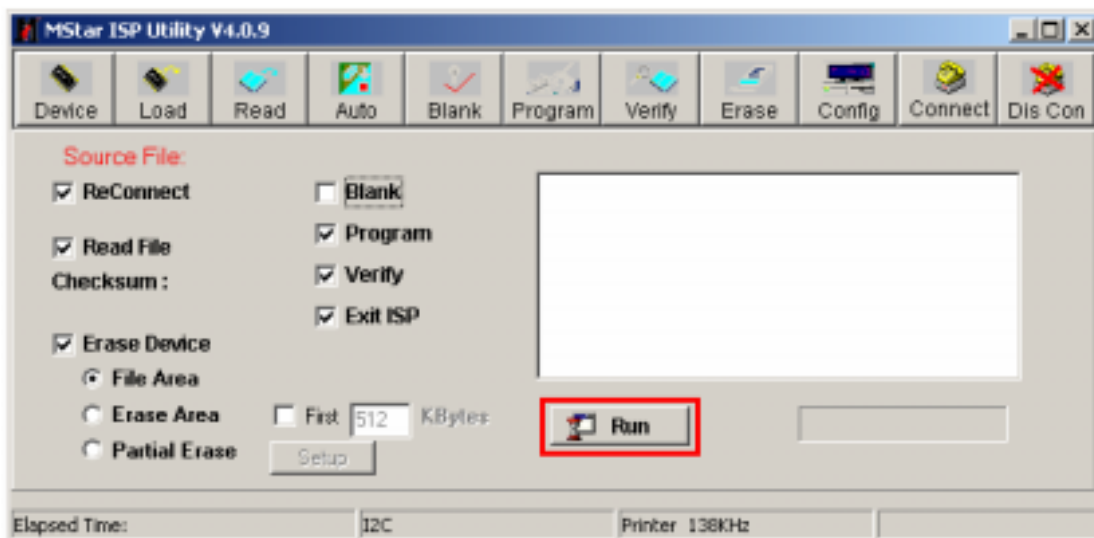 MStar ISP Utility V4.0.9
Device Load Read Auto Blank Program Verify Erase Config Connect Dis Con
Source File:
ReConnect
Blank
Read File
Program
Checksum :
Verify
Exit ISP
Erase Device
File Area
Erase Area
First 512 KBytes
Run
Partial Erase
Setup
Elapsed Time: I2C Printer 138KHz